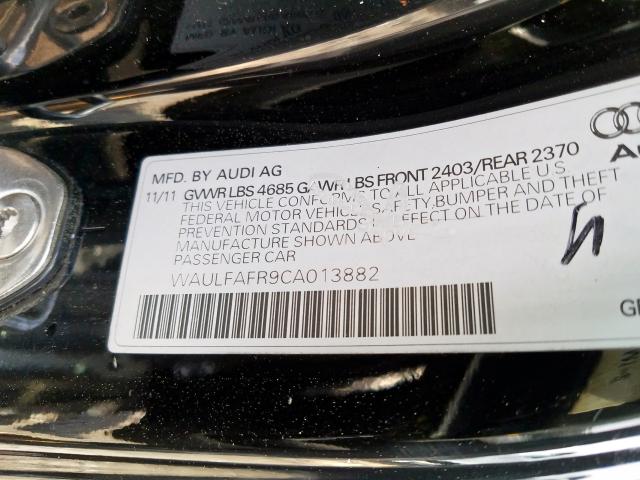 MFD. BY AUDI AG
11/11 GVWR LBS 4685 GAWR LBS FRONT 2403/REAR 2370
THIS VEHICLE CONFORMS TO ALL APPLICABLE U.S
FEDERAL MOTOR VEHICLE SAFETY, BUMPER AND THEFT
PREVENTION STANDARDS IN EFFECT ON THE DATE OF
MANUFACTURE SHOWN ABOVE
PASSENGER CAR
WAULFAFR9CA013882